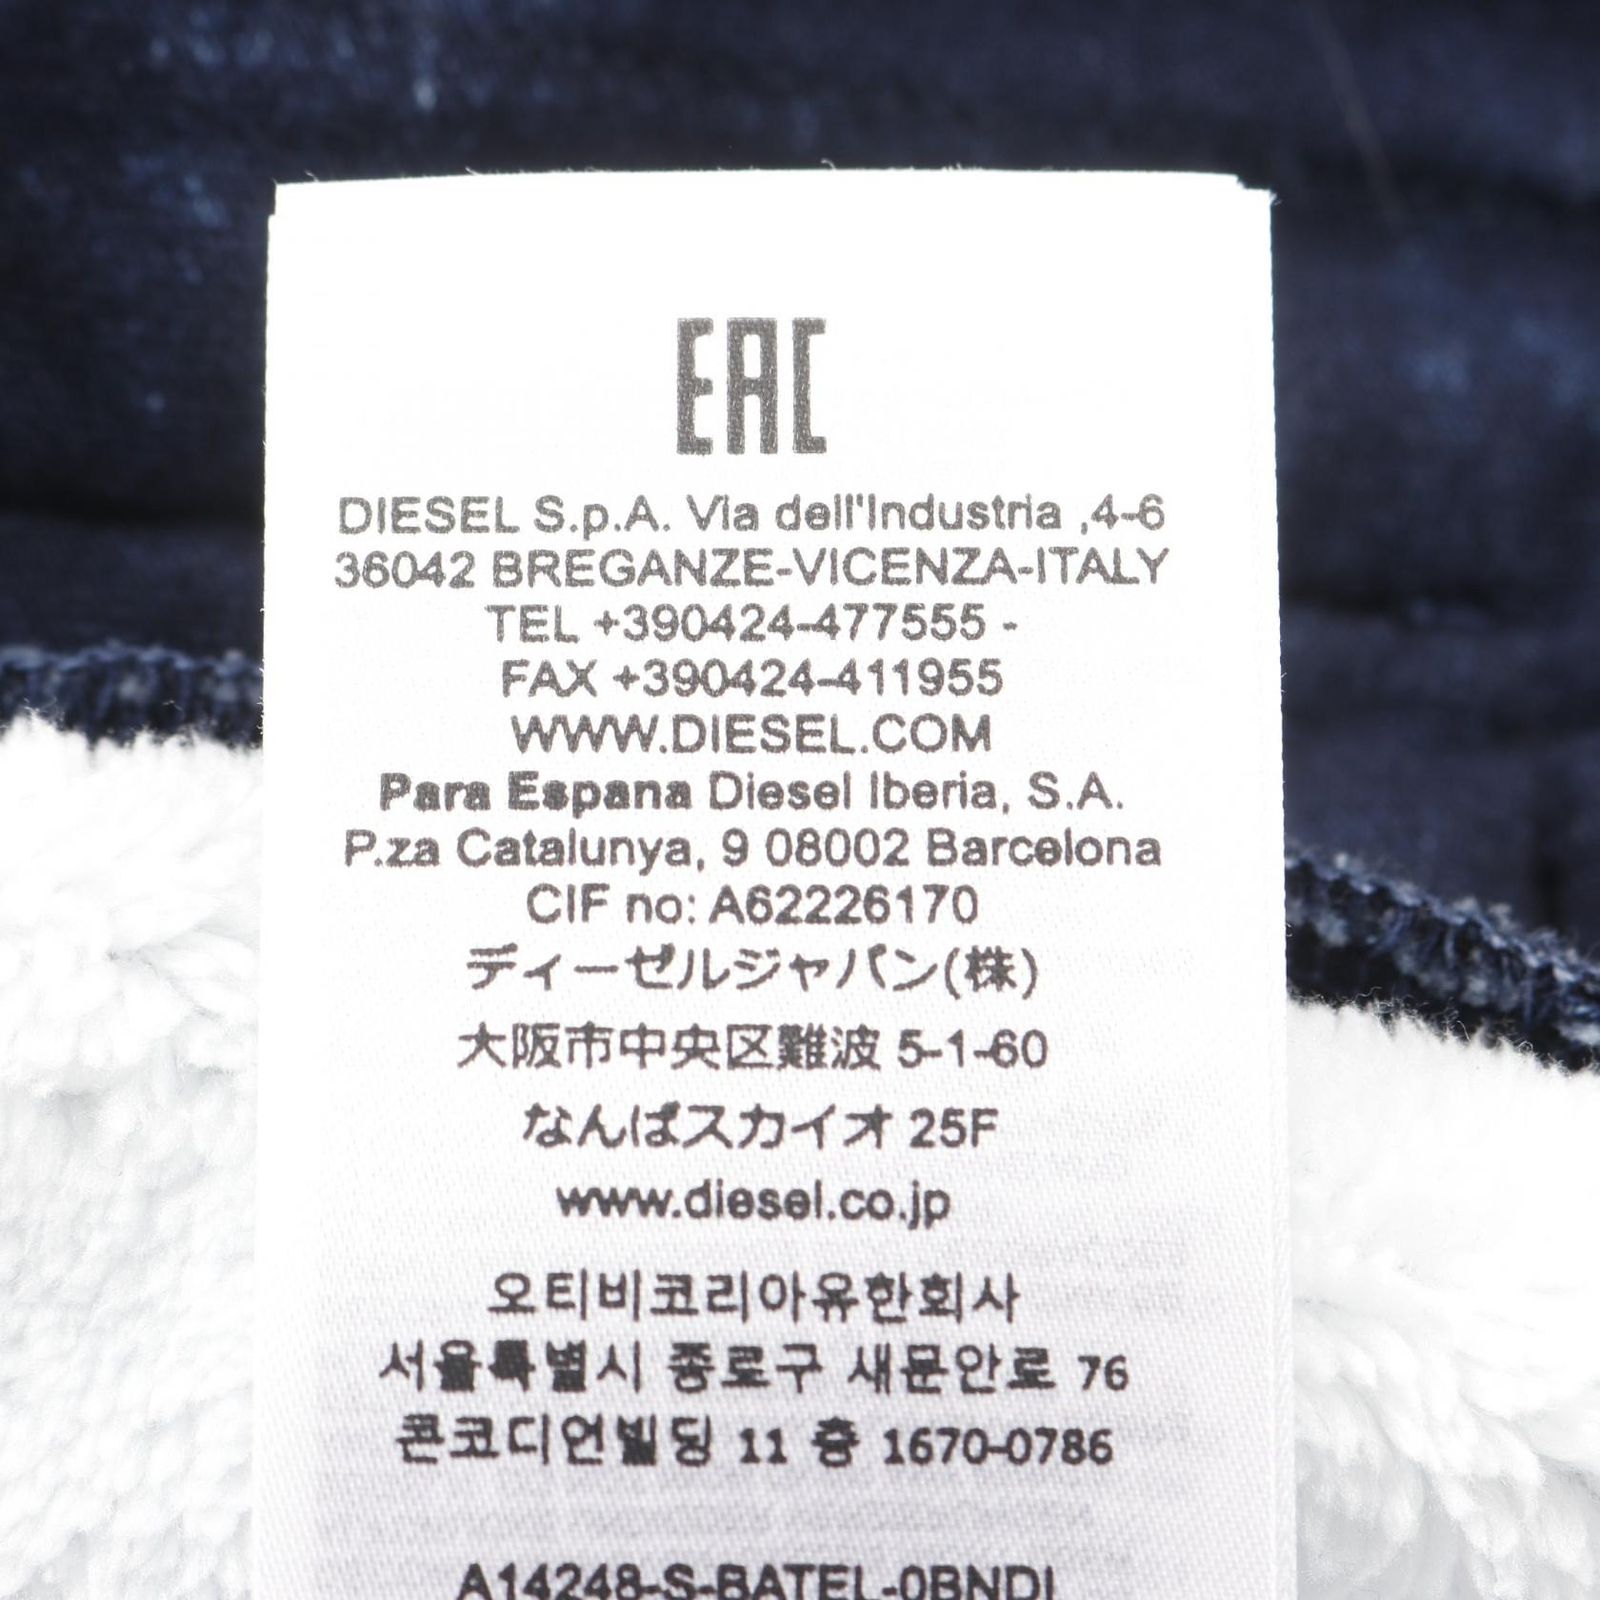 EAC
DIESEL S.p.A. Via dell'Industria ,4-6
36042 BREGANZE-VICENZA-ITALY
TEL +390424-477555 -
FAX +390424-411955
WWW.DIESEL.COM
Para Espana Diesel Iberia, S.A.
P.za Catalunya, 9 08002 Barcelona
CIF no: A62226170
ディーゼルジャパン(株)
大阪市中央区難波 5-1-60
なんばスカイオ 25F
www.diesel.co.jp
오티비코리아유한회사
서울특별시 종로구 새문안로 76
콘코디언빌딩 11 층 1670-0786
A14248-S-BATEL-0BNDI